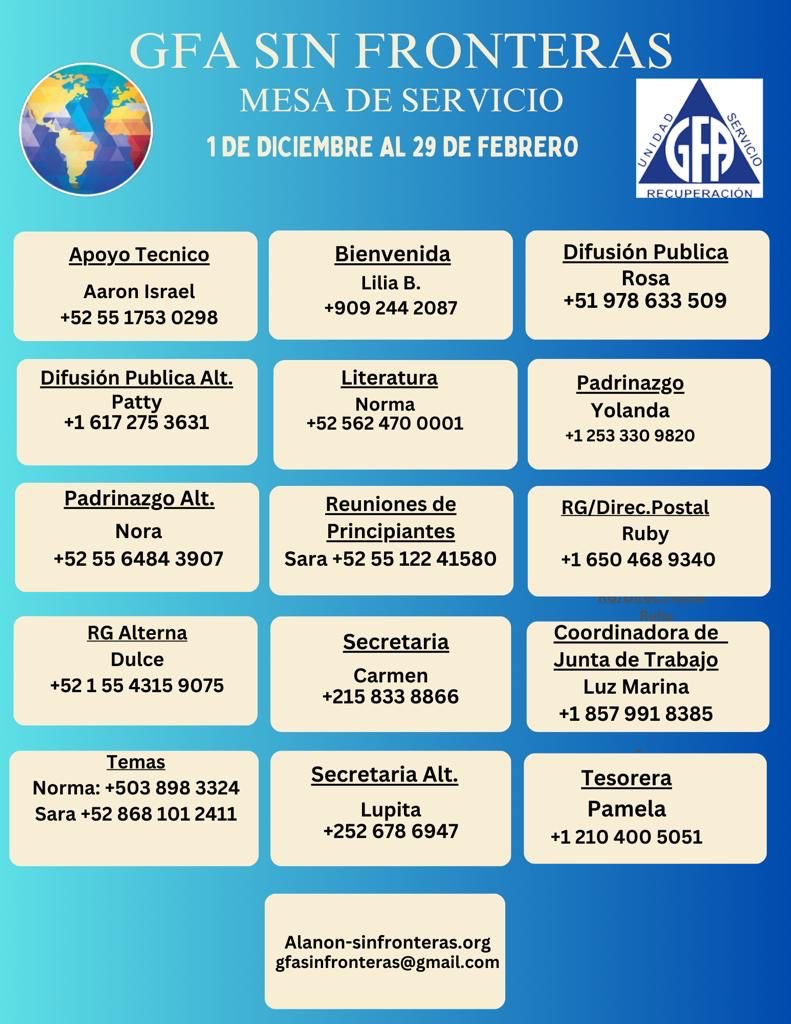 GFA SIN FRONTERAS
MESA DE SERVICIO
1 DE DICIEMBRE AL 29 DE FEBRERO
UNIDAD
GFA
SERVICIO
RECUPERACIÓN
Apoyo Tecnico
Aaron Israel
+52 55 1753 0298
Bienvenida
Lilia B.
+909 244 2087
Difusión Publica
Rosa
+51 978 633 509
Difusión Publica Alt.
Patty
+1 617 275 3631
Literatura
Norma
+52 562 470 0001
Padrinazgo
Yolanda
+1 253 330 9820
Padrinazgo Alt.
Nora
+52 55 6484 3907
Reuniones de
Principiantes
Sara +52 55 122 41580
RG/Direc.Postal
Ruby
+1 650 468 9340
RG Alterna
Dulce
+52 1 55 4315 9075
Secretaria
Carmen
+215 833 8866
Coordinadora de
Junta de Trabajo
Luz Marina
+1 857 991 8385
Temas
Norma: +503 898 3324
Sara +52 868 101 2411
Secretaria Alt.
Lupita
+252 678 6947
Tesorera
Pamela
+1 210 400 5051
Alanon-sinfronteras.org
gfasinfronteras@gmail.com